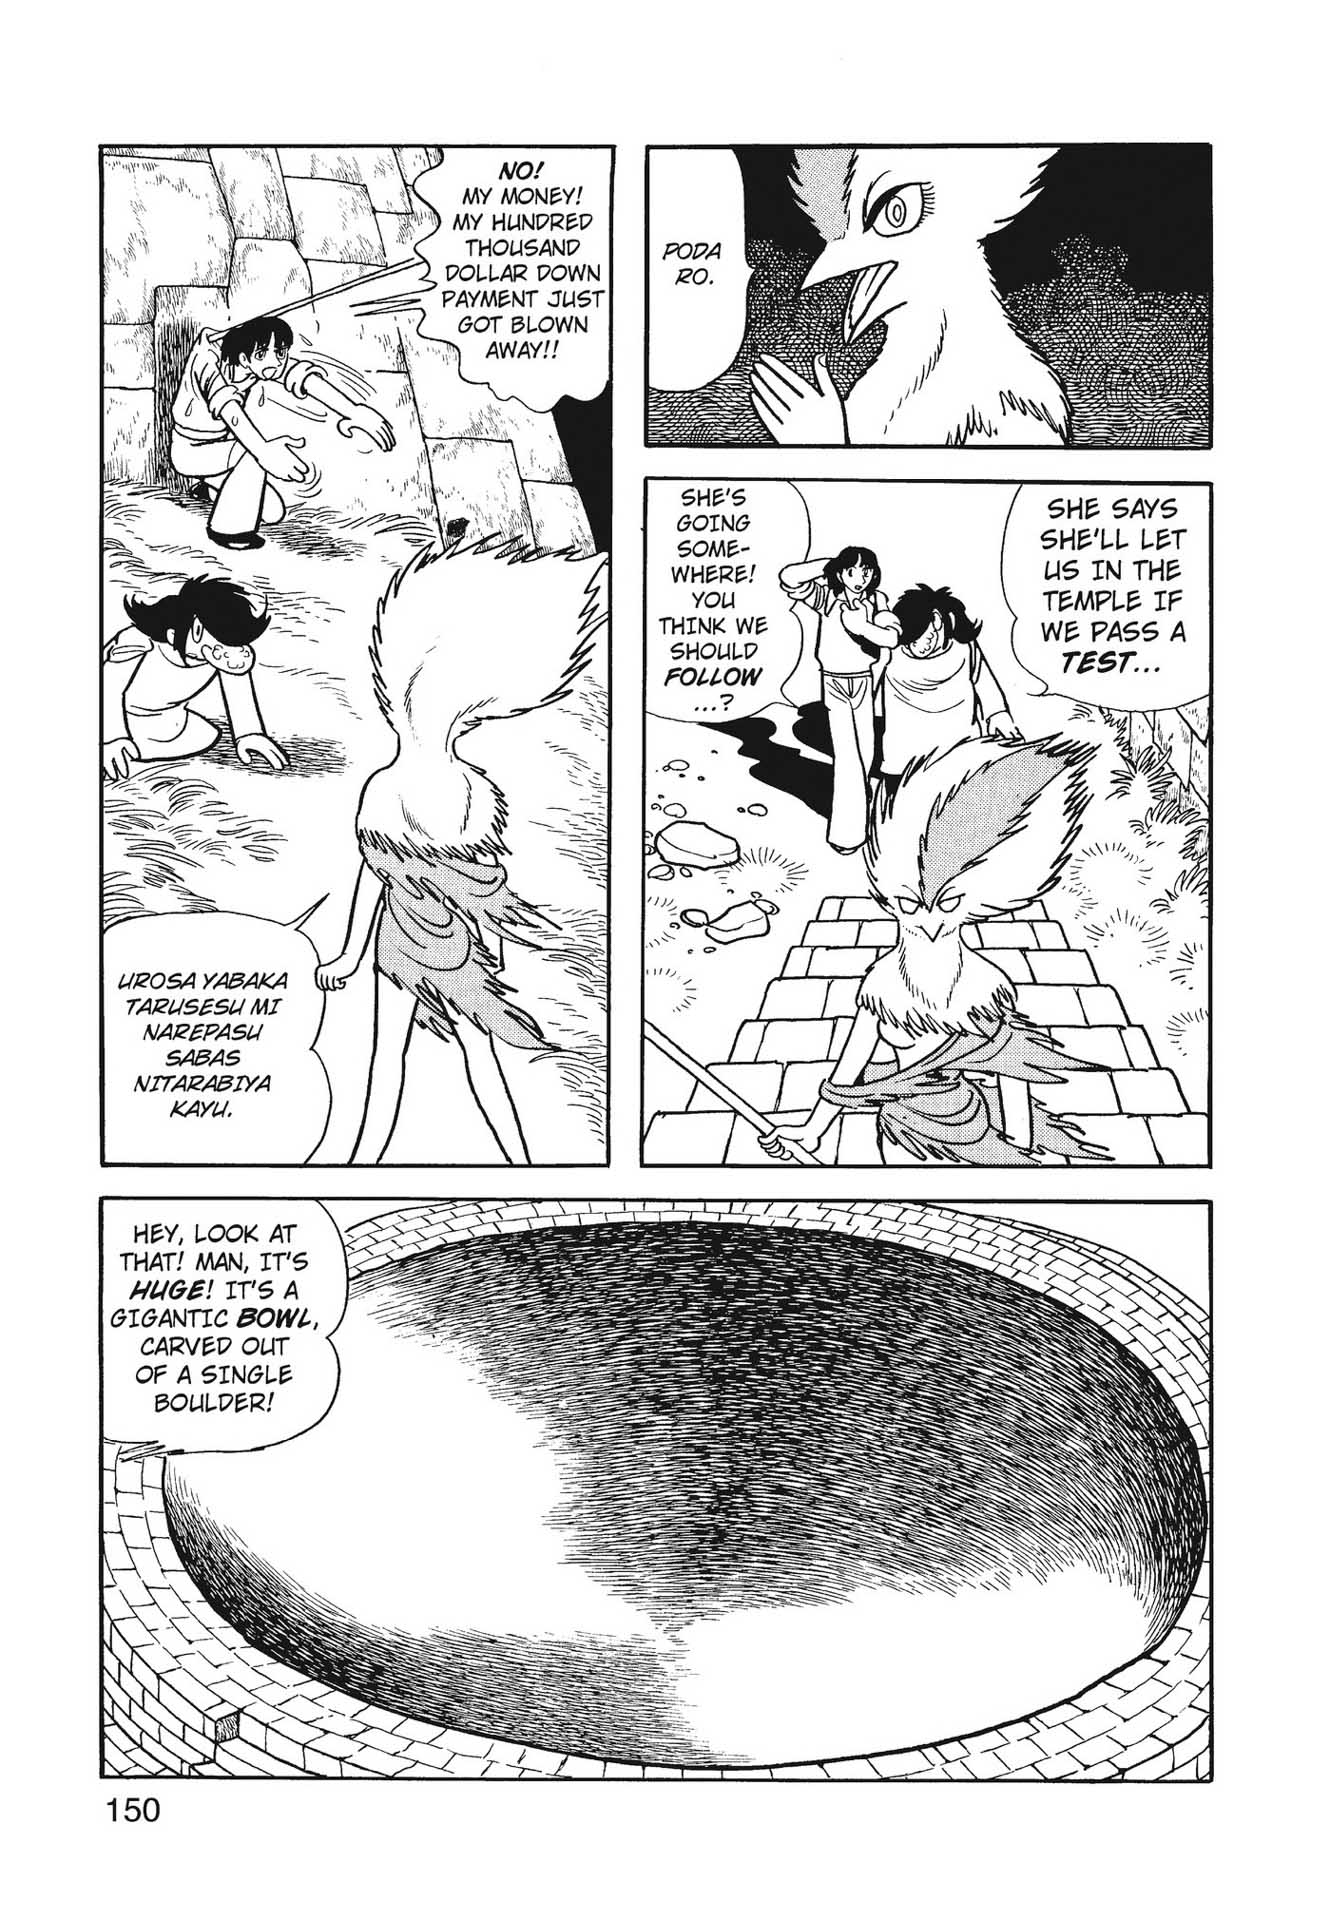 PODA
RO.
NO!
MY MONEY!
MY HUNDRED
THOUSAND
DOLLAR DOWN
PAYMENT JUST
GOT BLOWN
AWAY!!
UROSA YABAKA
TARUSESU MI
NAREPASU
SABAS
NITARABIYA
KAYU.
SHE SAYS
SHE'LL LET
US IN THE
TEMPLE IF
WE PASS A
TEST...
SHE'S
GOING
SOME-
WHERE!
YOU
THINK WE
SHOULD
FOLLOW
...?
HEY, LOOK AT
THAT! MAN, IT'S
HUGE! IT'S A
GIGANTIC BOWL,
CARVED OUT
OF A SINGLE
BOULDER!
150